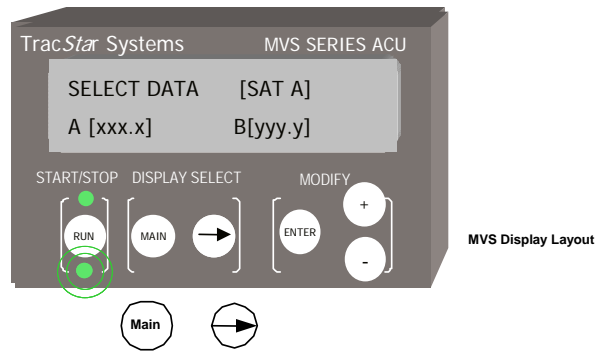 TracStar Systems MVS SERIES ACU
SELECT DATA [SAT A]
A [xxx.x] B[yyy.y]
START/STOP DISPLAY SELECT MODIFY
+
RUN MAIN ENTER
-
MVS Display Layout
Main